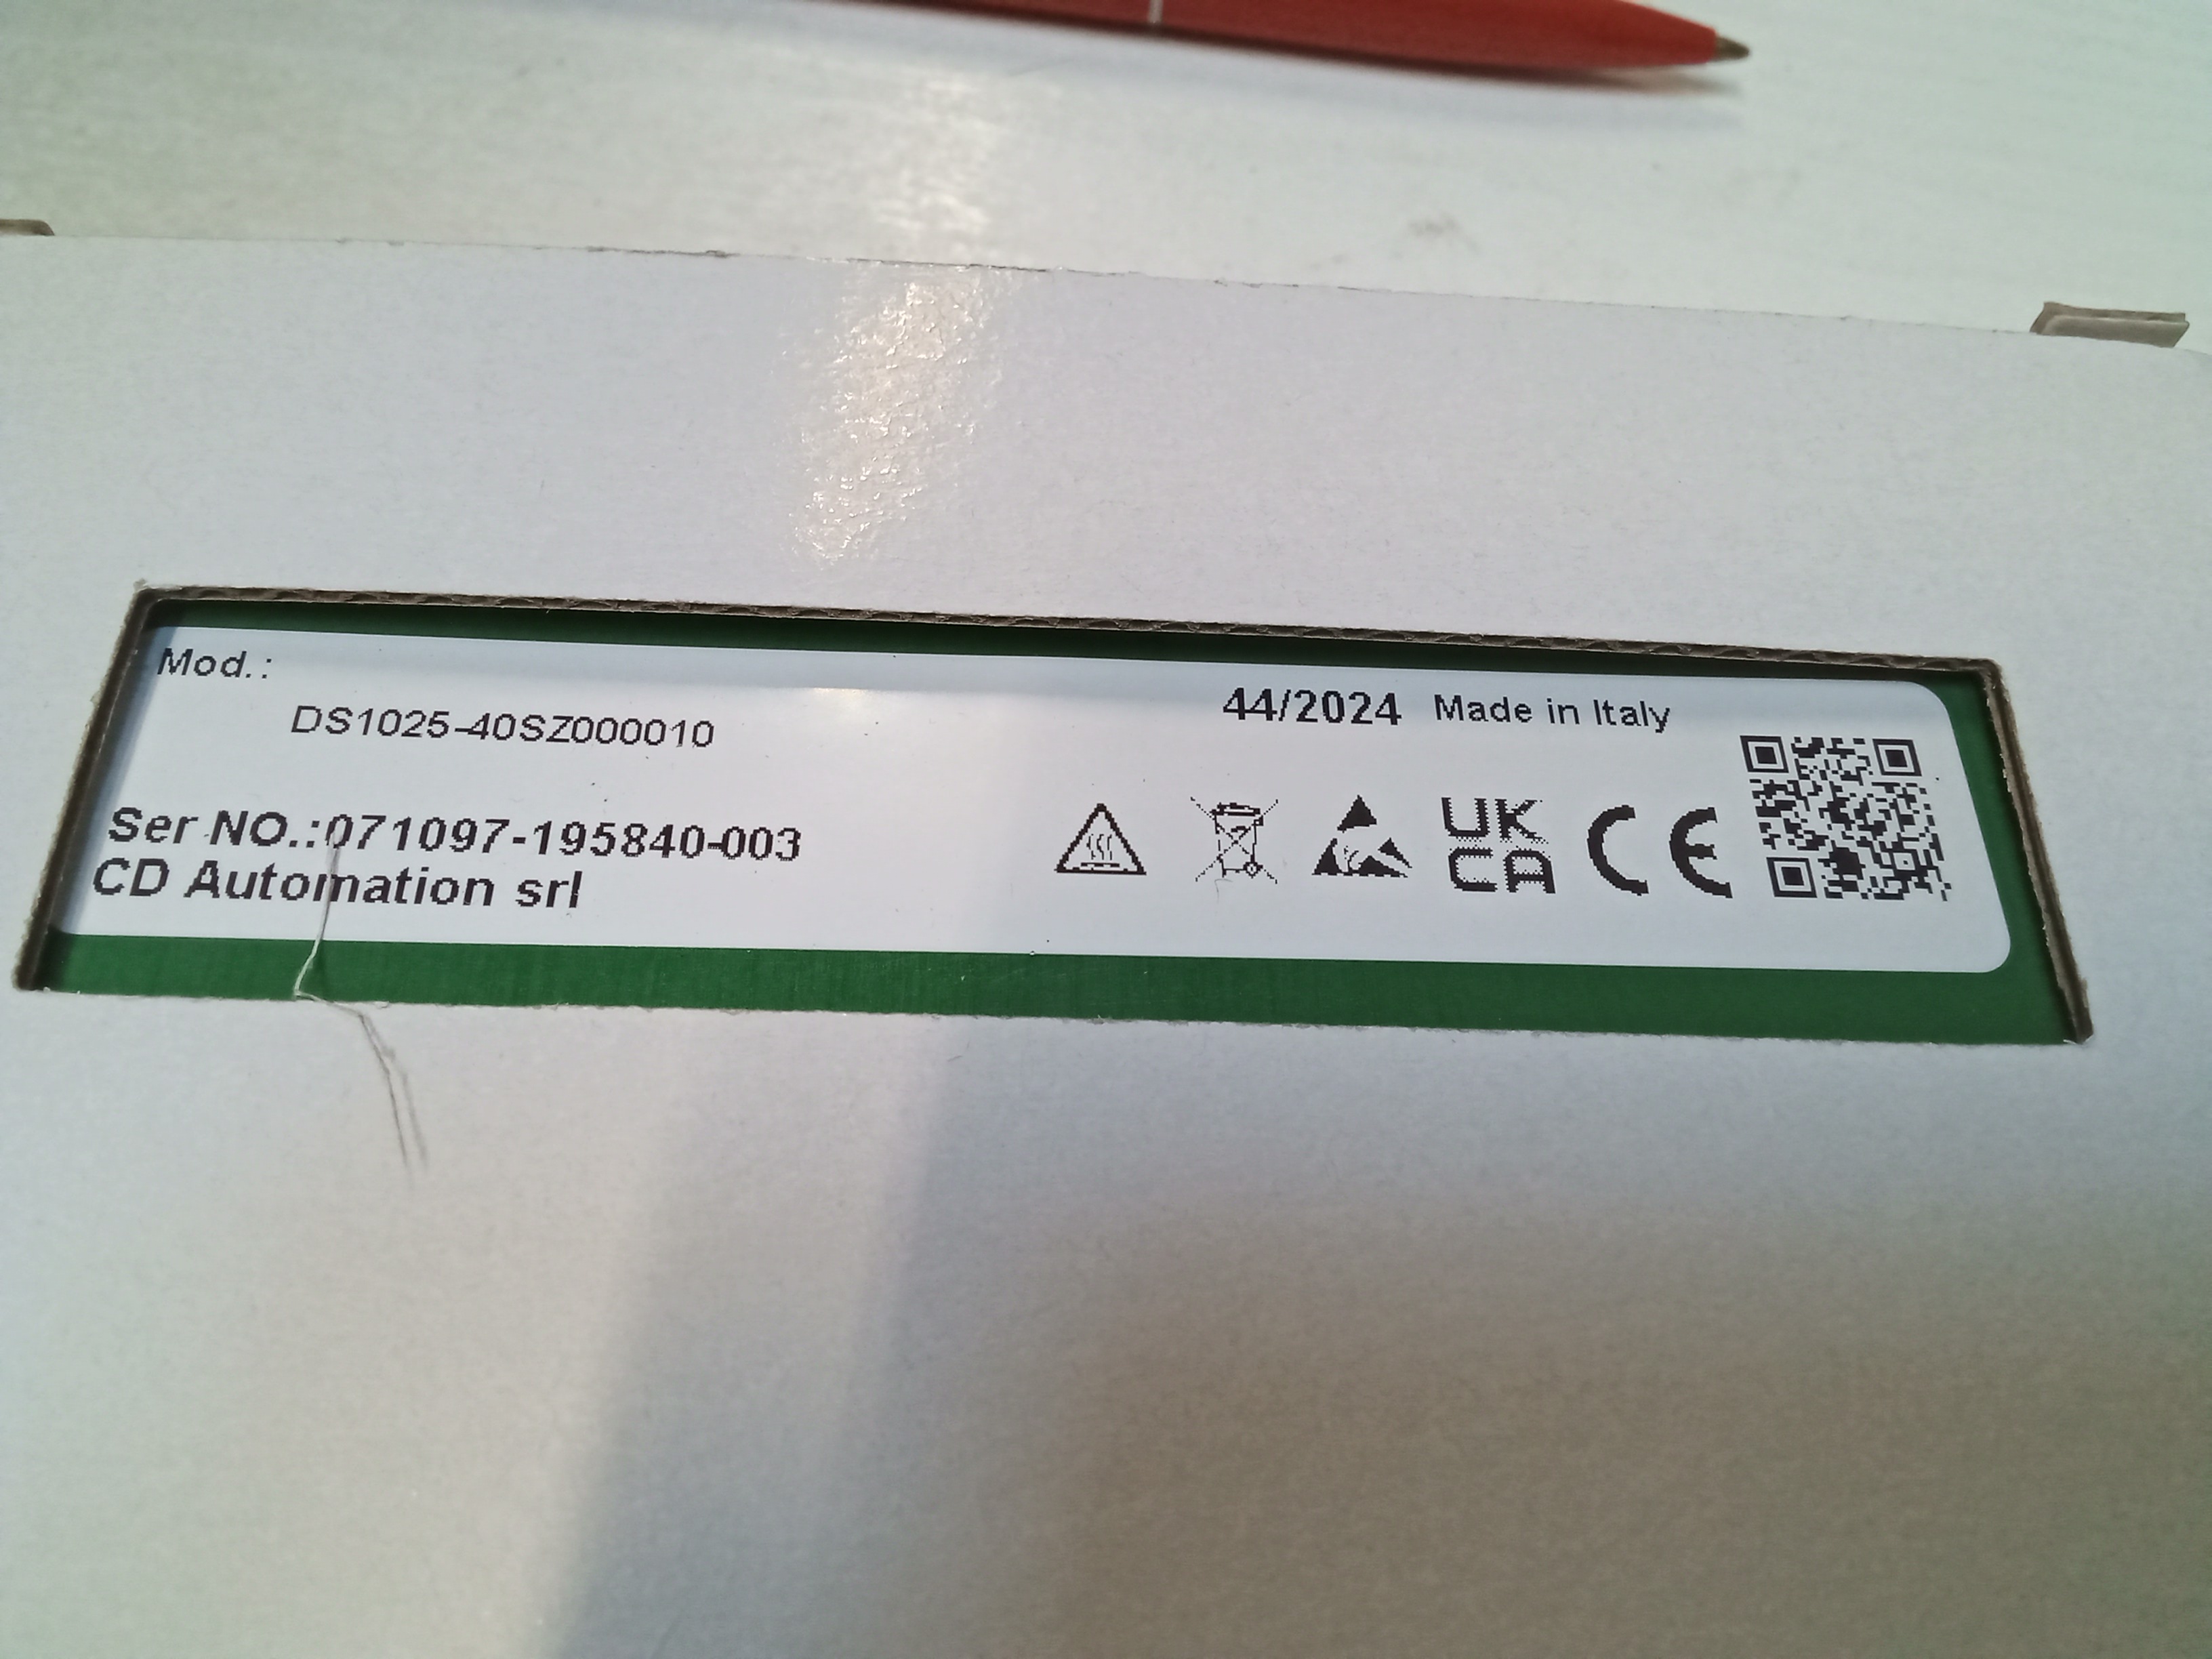 Mod.:
DS1025-40SZ000010
44/2024 Made in Italy
Ser NO.:071097-195840-003
CD Automation srl
UK
CA
CE